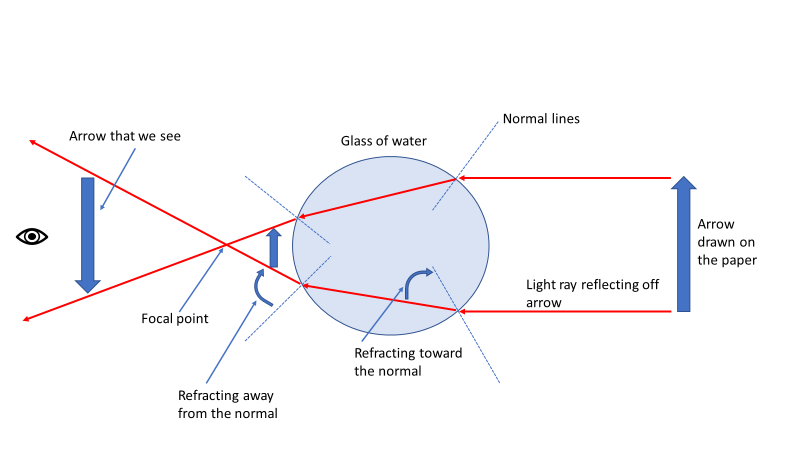 Normal lines
Arrow that we see
Glass of water
Arrow
drawn on
the paper
Light ray reflecting off
arrow
Focal point
Refracting toward
the normal
Refracting away
from the normal